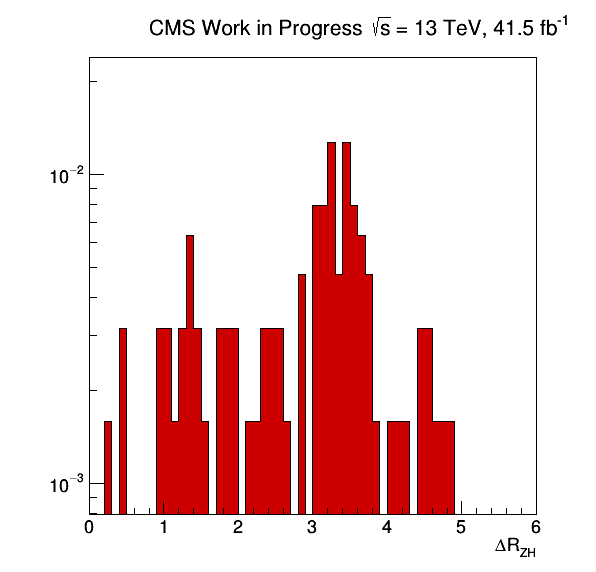 CMS Work in Progress √s = 13 TeV, 41.5 fb⁻¹
10⁻²
10⁻³
0 1 2 3 4 5 6
ΔR_ZH